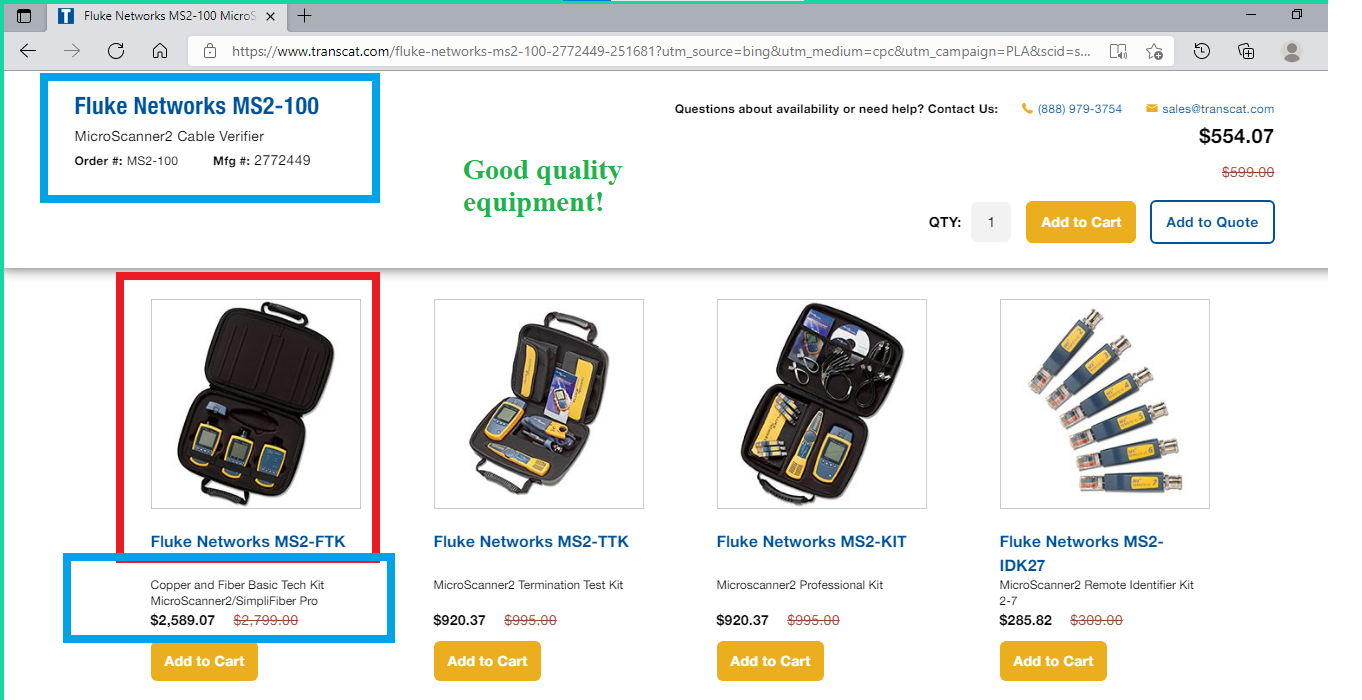 Fluke Networks MS2-100 MicroS
https://www.transcat.com/fluke-networks-ms2-100-2772449-251681?utm_source=bing&utm_medium=cpc&utm_campaign=PLA&scid=s...
Fluke Networks MS2-100
MicroScanner2 Cable Verifier
Order #: MS2-100 Mfg #: 2772449
Questions about availability or need help? Contact Us: (888) 979-3754 sales@transcat.com
$554.07
$599.00
Good quality
equipment!
QTY: 1 Add to Cart Add to Quote
Fluke Networks MS2-FTK
Copper and Fiber Basic Tech Kit
MicroScanner2/SimpliFiber Pro
$2,589.07 $2,799.00
Add to Cart
Fluke Networks MS2-TTK
MicroScanner2 Termination Test Kit
$920.37 $995.00
Add to Cart
Fluke Networks MS2-KIT
Microscanner2 Professional Kit
$920.37 $995.00
Add to Cart
Fluke Networks MS2-
IDK27
MicroScanner2 Remote Identifier Kit
2-7
$285.82 $309.00
Add to Cart